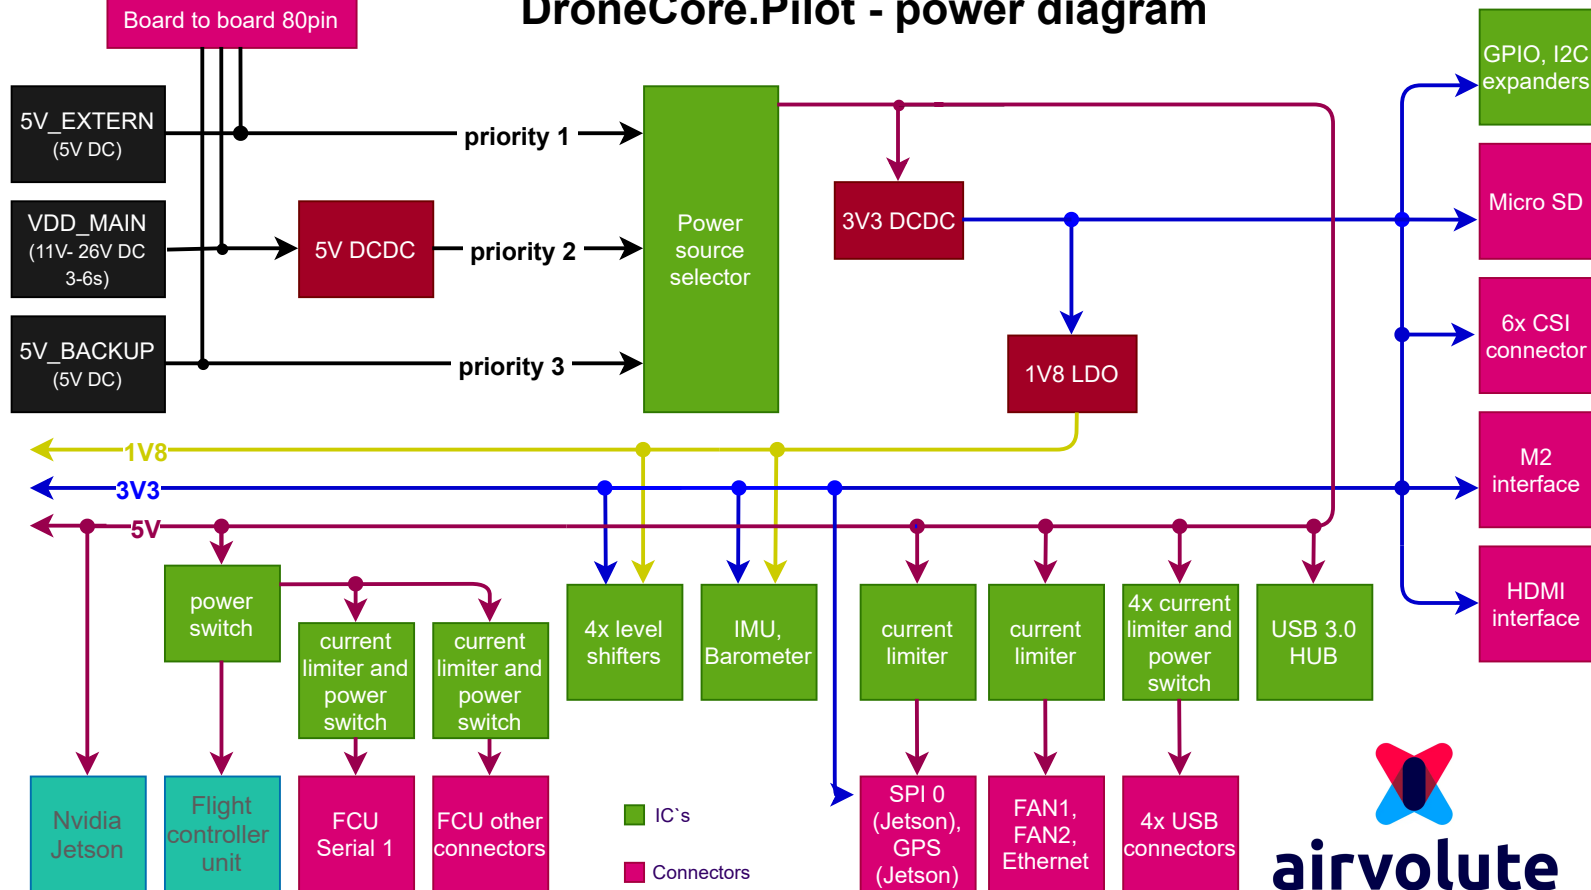 DroneCore.Pilot - power diagram
Board to board 80pin
5V_EXTERN
(5V DC)
VDD_MAIN
(11V- 26V DC
3-6s)
5V_BACKUP
(5V DC)
5V DCDC
priority 1
priority 2
priority 3
Power
source
selector
3V3 DCDC
1V8 LDO
GPIO, I2C
expanders
Micro SD
6x CSI
connector
M2
interface
HDMI
interface
1V8
3V3
5V
power
switch
current
limiter and
power
switch
current
limiter and
power
switch
4x level
shifters
IMU,
Barometer
current
limiter
current
limiter
4x current
limiter and
power
switch
USB 3.0
HUB
Nvidia
Jetson
Flight
controller
unit
FCU
Serial 1
FCU other
connectors
IC`s
Connectors
SPI 0
(Jetson),
GPS
(Jetson)
FAN1,
FAN2,
Ethernet
4x USB
connectors
airvolute